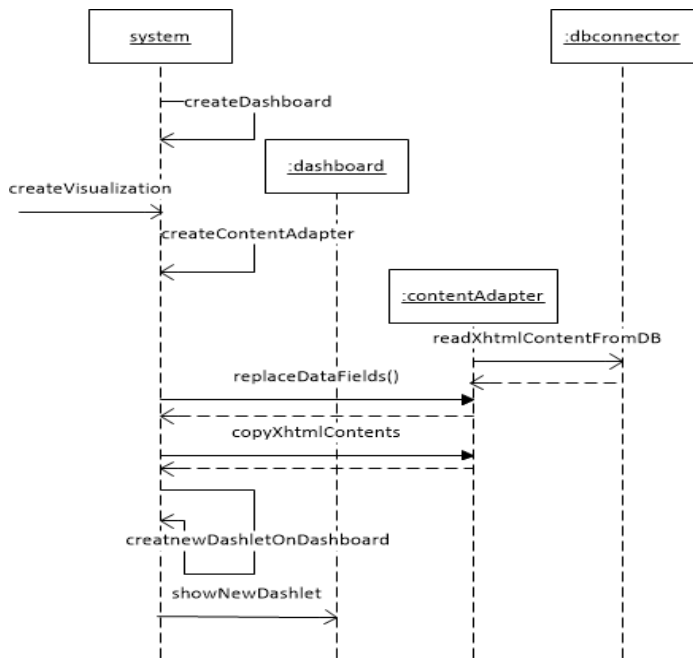 system
:dbconnector
createDashboard
:dashboard
createVisualization
createContentAdapter
:contentAdapter
readXhtmlContentFromDB
replaceDataFields()
copyXhtmlContents
creatnewDashletOnDashboard
showNewDashlet